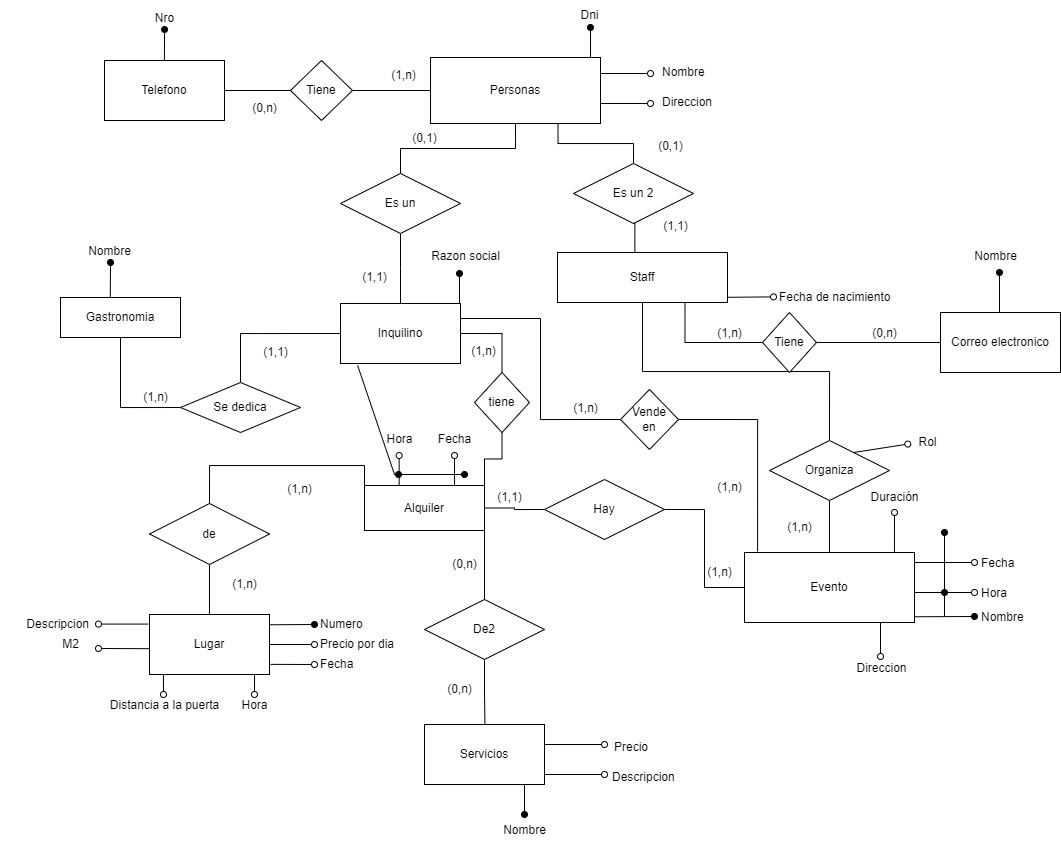 Nro
Dni
Telefono
Tiene
(0,n)
(1,n)
Personas
Nombre
Direccion
(0,1)
(0,1)
Es un
Es un 2
(1,1)
(1,1)
Nombre
Razon social
Staff
Fecha de nacimiento
Nombre
Gastronomia
Inquilino
(1,n)
Tiene
(0,n)
Correo electronico
(1,1)
(1,n)
(1,n)
Se dedica
tiene
(1,n)
Vende
en
Hora
Fecha
Rol
Organiza
(1,n)
(1,n)
Alquiler
(1,1)
Hay
Duración
(1,n)
de
(0,n)
(1,n)
Fecha
(1,n)
Evento
Hora
Nombre
Descripcion
Numero
M2
Lugar
Precio por dia
Fecha
De2
Direccion
Distancia a la puerta
Hora
(0,n)
Servicios
Precio
Descripcion
Nombre